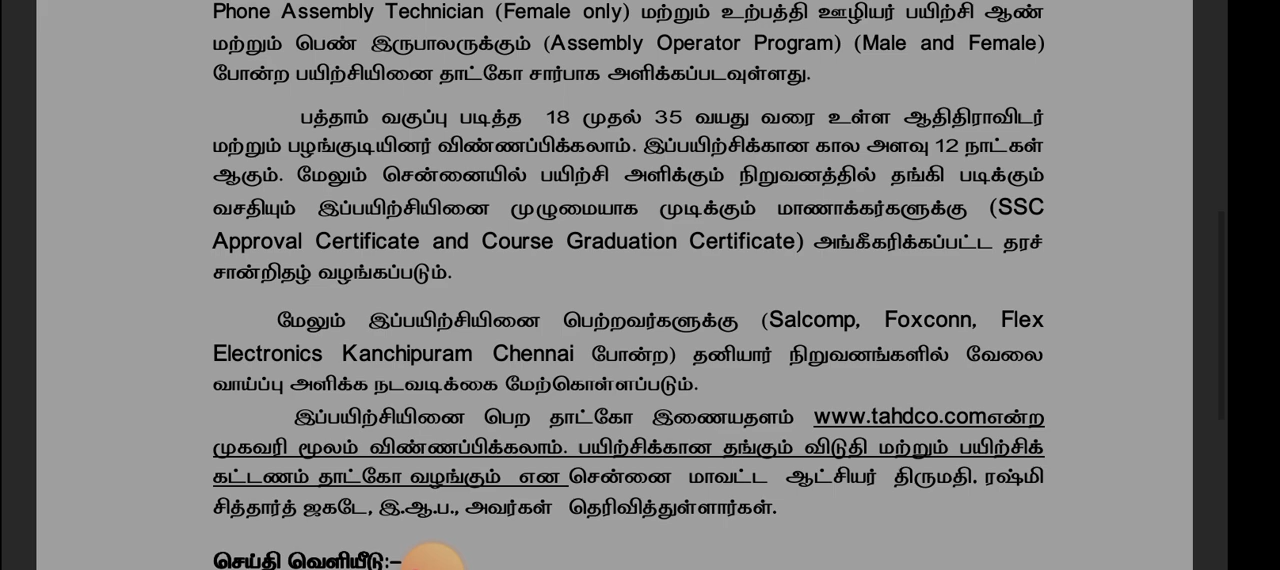 Phone Assembly Technician (Female only) மற்றும் உற்பத்தி ஊழியர் பயிற்சி ஆண்
மற்றும் பெண் இருபாலருக்கும் (Assembly Operator Program) (Male and Female)
போன்ற பயிற்சியினை தாட்கோ சார்பாக அளிக்கப்படவுள்ளது.
பத்தாம் வகுப்பு படித்த 18 முதல் 35 வயது வரை உள்ள ஆதிதிராவிடர்
மற்றும் பழங்குடியினர் விண்ணப்பிக்கலாம். இப்பயிற்சிக்கான கால அளவு 12 நாட்கள்
ஆகும். மேலும் சென்னையில் பயிற்சி அளிக்கும் நிறுவனத்தில் தங்கி படிக்கும்
வசதியும் இப்பயிற்சியினை முழுமையாக முடிக்கும் மாணாக்கர்களுக்கு (SSC
Approval Certificate and Course Graduation Certificate) அங்கீகரிக்கப்பட்ட தரச்
சான்றிதழ் வழங்கப்படும்.
மேலும் இப்பயிற்சியினை பெற்றவர்களுக்கு (Salcomp, Foxconn, Flex
Electronics Kanchipuram Chennai போன்ற) தனியார் நிறுவனங்களில் வேலை
வாய்ப்பு அளிக்க நடவடிக்கை மேற்கொள்ளப்படும்.
இப்பயிற்சியினை பெற தாட்கோ இணையதளம் www.tahdco.comஎன்ற
முகவரி மூலம் விண்ணப்பிக்கலாம். பயிற்சிக்கான தங்கும் விடுதி மற்றும் பயிற்சிக்
கட்டணம் தாட்கோ வழங்கும் என சென்னை மாவட்ட ஆட்சியர் திருமதி. ரஷ்மி
சித்தார்த் ஜகடே, இ.ஆ.ப., அவர்கள் தெரிவித்துள்ளார்கள்.
செய்தி வெளியீடு:–